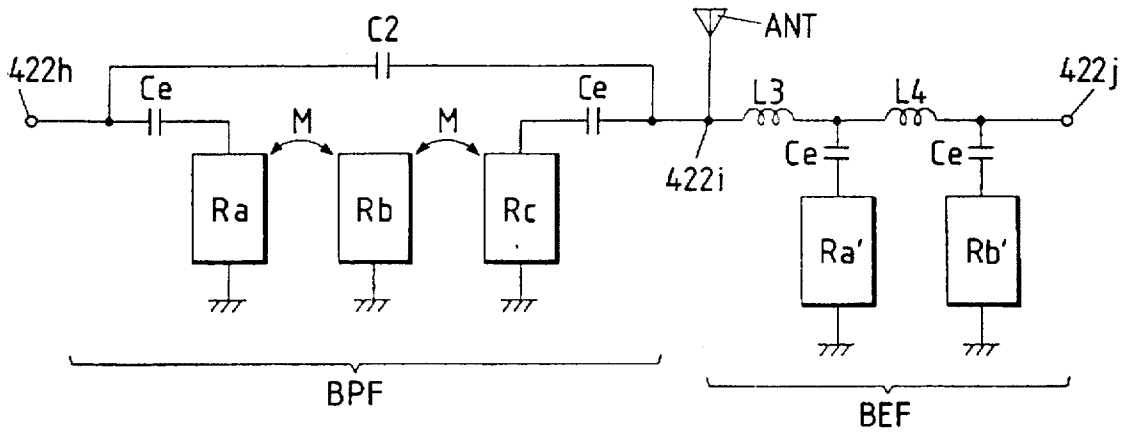 ANT
C2
422h
422j
Ce
Ce
L3
L4
M
M
Ce
Ce
422i
Ra
Rb
Rc
Ra′
Rb′
BPF
BEF